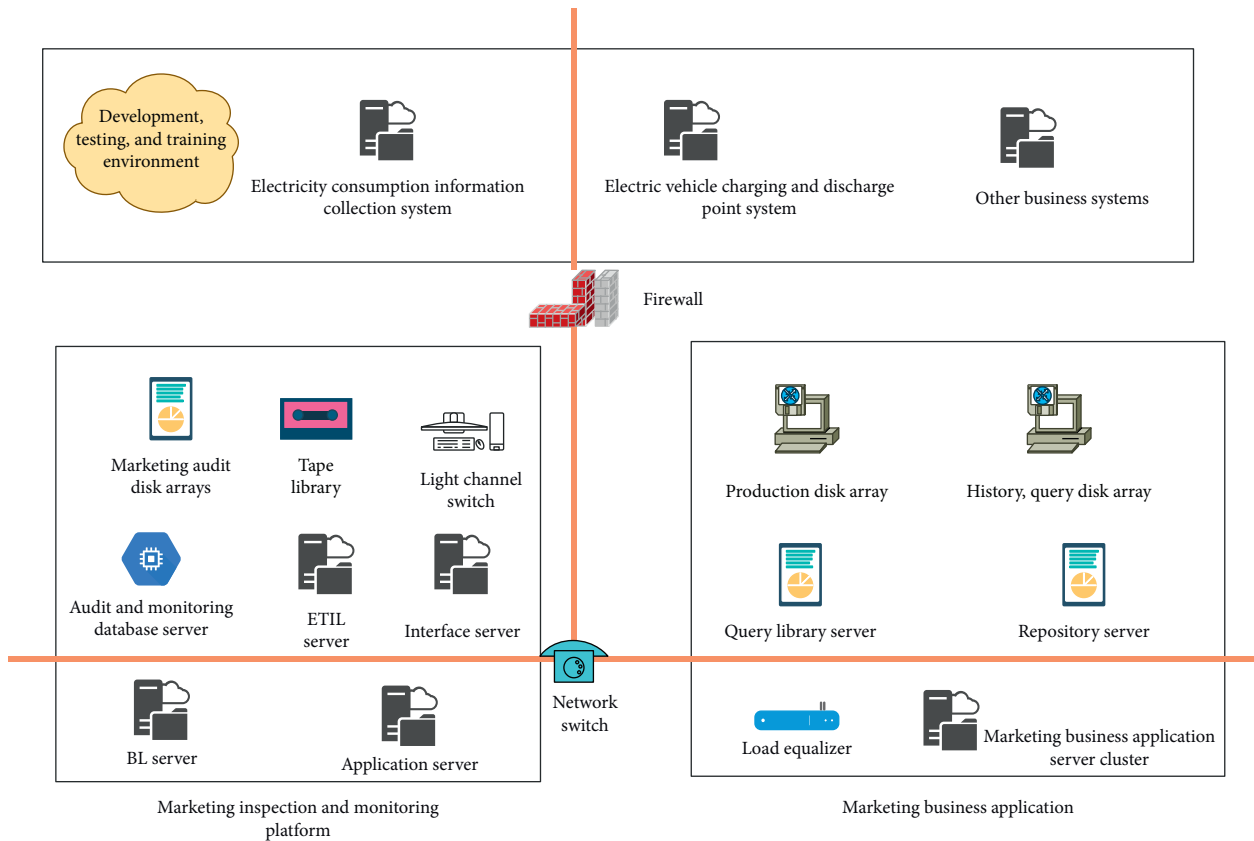 Development,
testing, and training
environment
Electricity consumption information
collection system
Electric vehicle charging and discharge
point system
Other business systems
Firewall
Marketing audit
disk arrays
Tape
library
Light channel
switch
Audit and monitoring
database server
ETIL
server
Interface server
BL server
Application server
Marketing inspection and monitoring
platform
Network
switch
Production disk array
History, query disk array
Query library server
Repository server
Load equalizer
Marketing business application
server cluster
Marketing business application